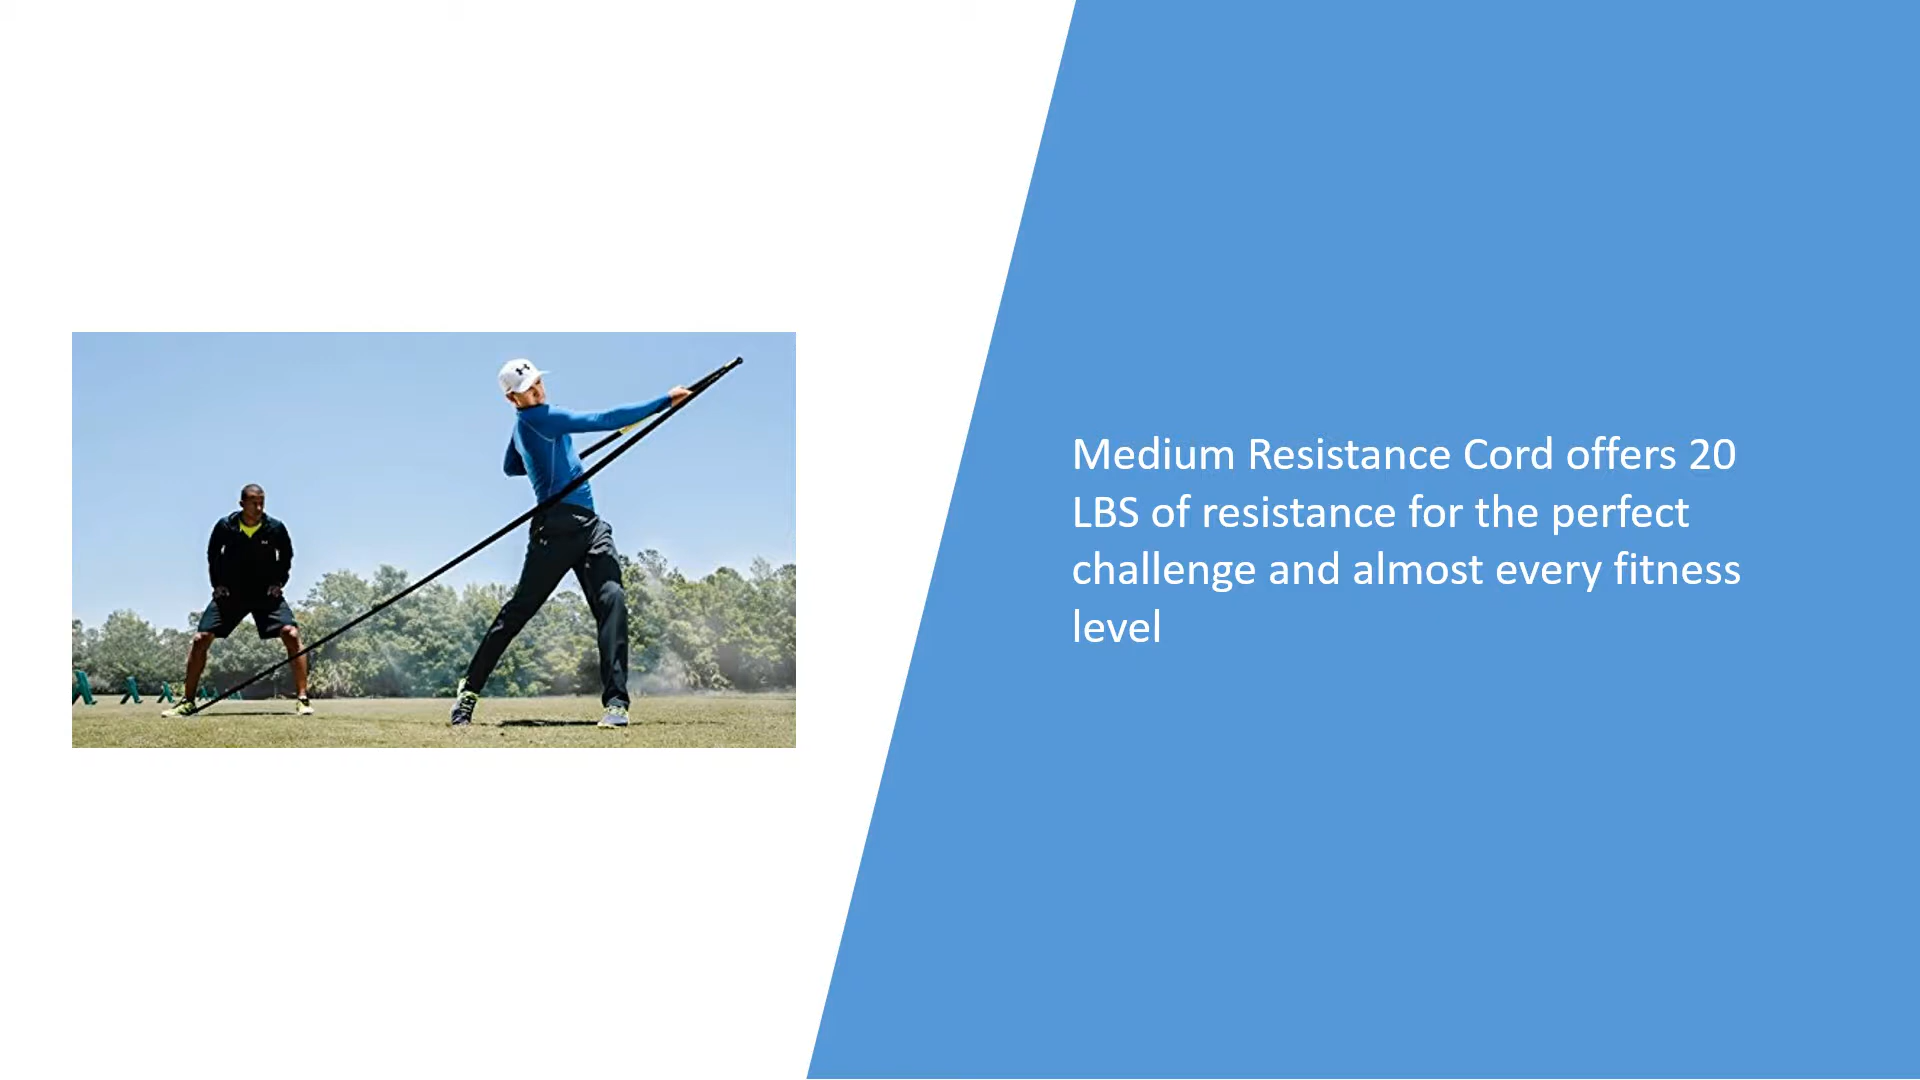 Medium Resistance Cord offers 20
LBS of resistance for the perfect
challenge and almost every fitness
level